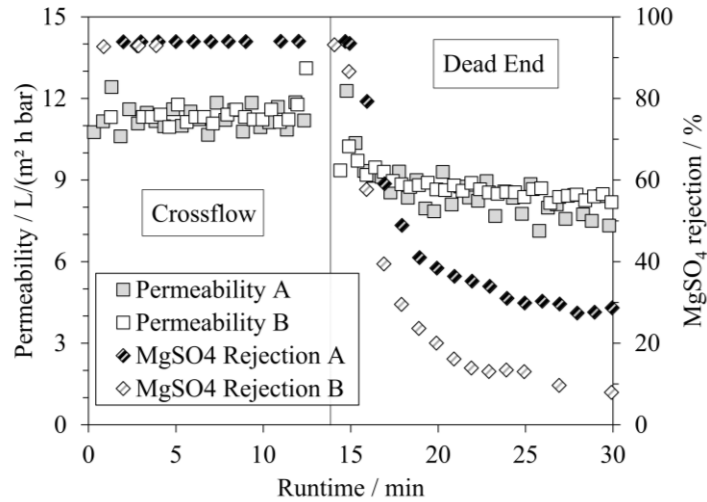 15
12
9
6
3
0
Permeability / L/(m² h bar)
100
80
60
40
20
0
MgSO₄ rejection / %
Dead End
Crossflow
Permeability A
Permeability B
MgSO4 Rejection A
MgSO4 Rejection B
0 5 10 15 20 25 30
Runtime / min